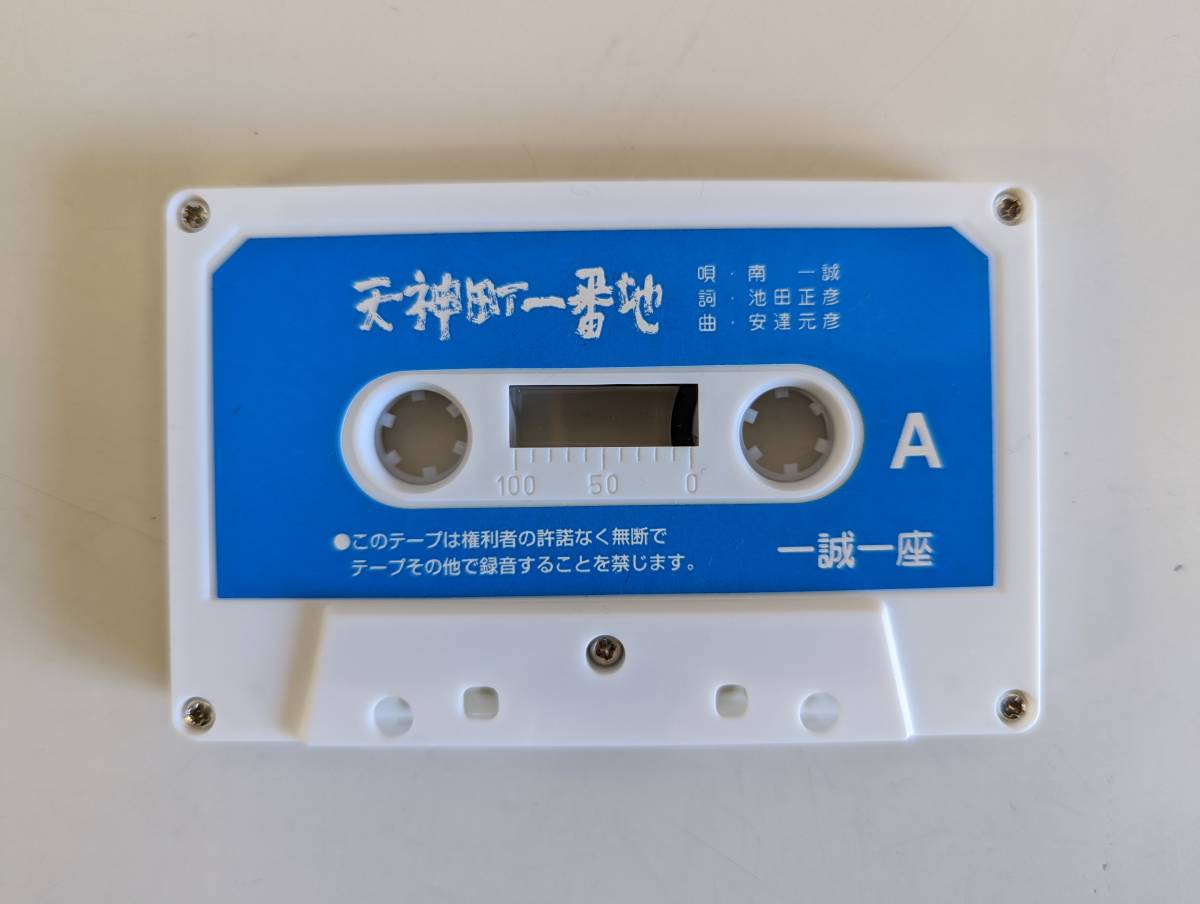 天神町一番地
唄・南　一誠
詞・池田正彦
曲・安達元彦
A
100 50 0
●このテープは権利者の許諾なく無断で
テープその他で録音することを禁じます。
一誠一座